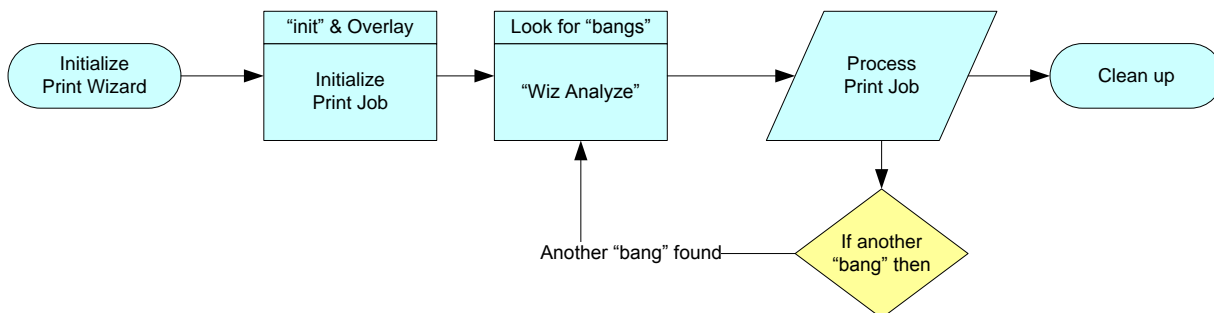 Initialize
Print Wizard
“init” & Overlay
Initialize
Print Job
Look for “bangs”
“Wiz Analyze”
Process
Print Job
Clean up
Another “bang” found
If another
“bang” then